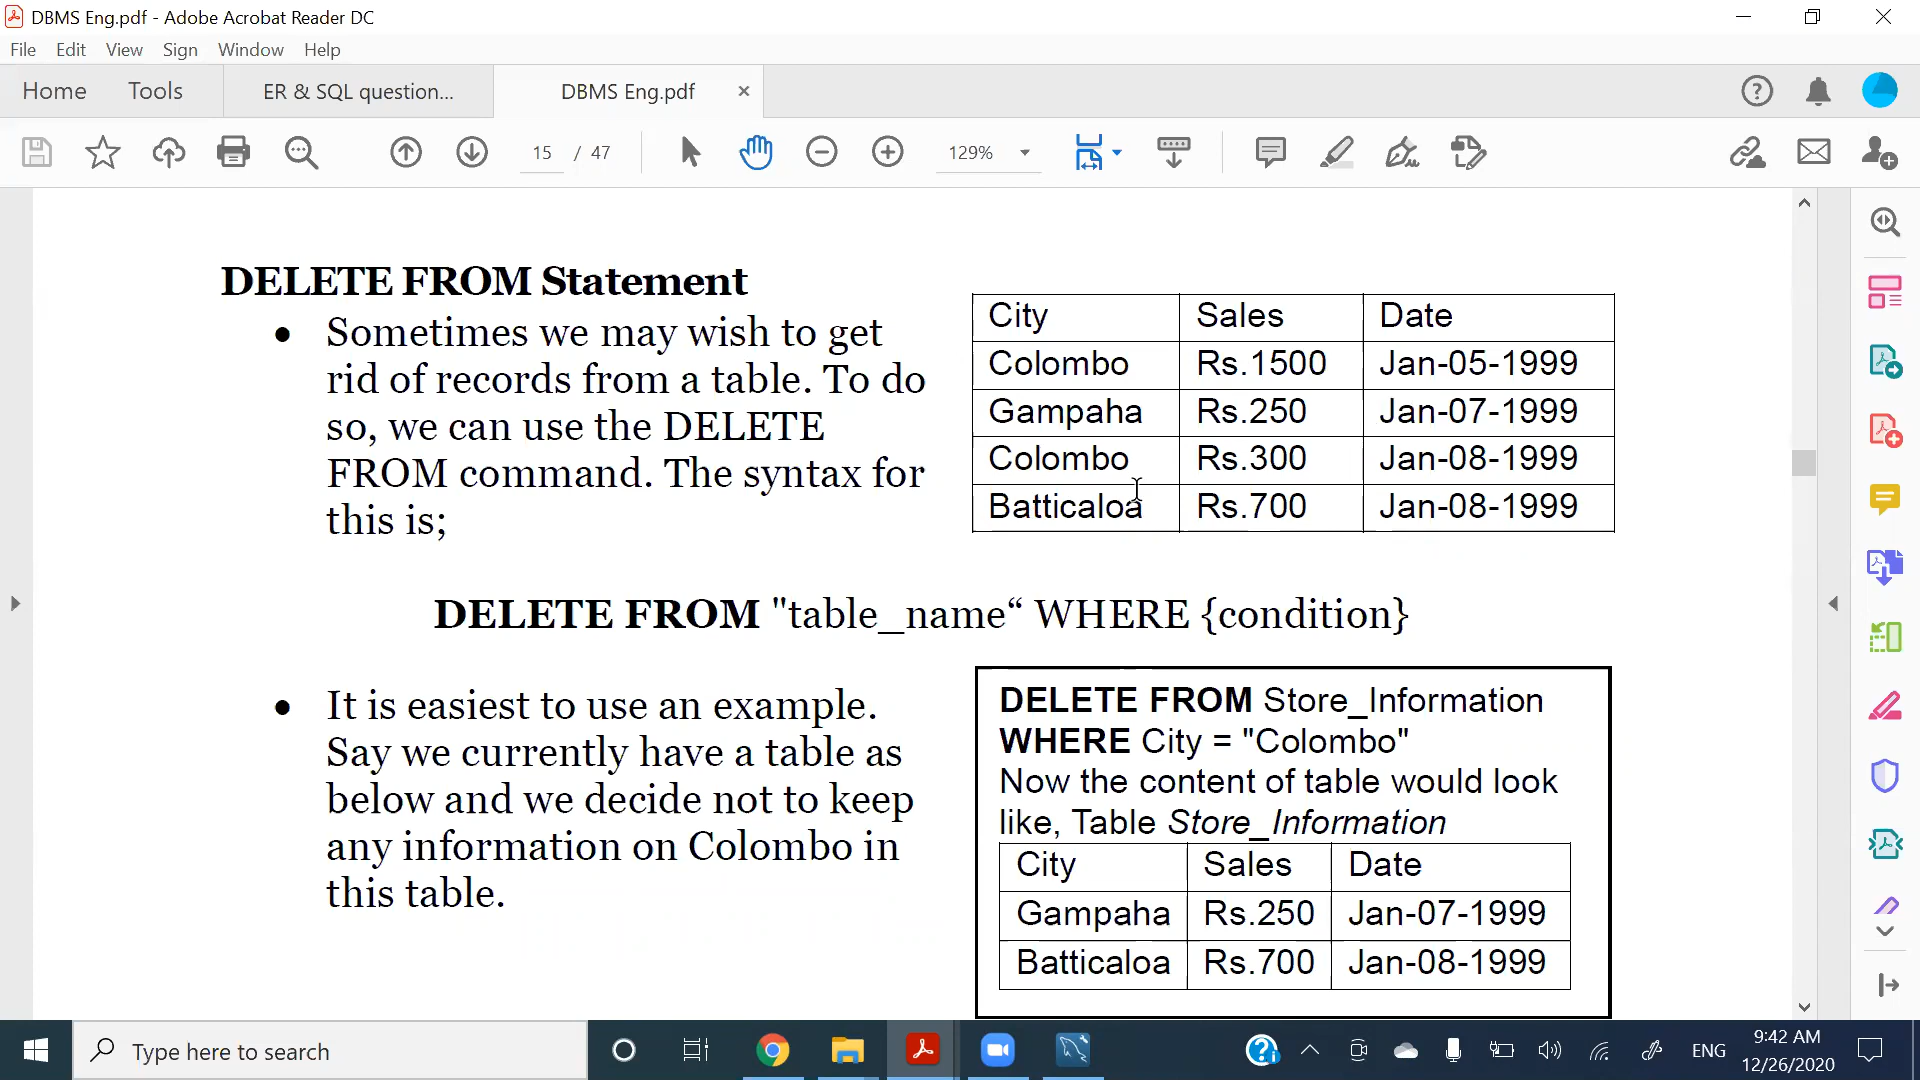 DBMS Eng.pdf - Adobe Acrobat Reader DC
File Edit View Sign Window Help
Home Tools ER & SQL question... DBMS Eng.pdf
15 / 47 129%
DELETE FROM Statement
• Sometimes we may wish to get
rid of records from a table. To do
so, we can use the DELETE
FROM command. The syntax for
this is;
City Sales Date
Colombo Rs.1500 Jan-05-1999
Gampaha Rs.250 Jan-07-1999
Colombo Rs.300 Jan-08-1999
Batticaloa Rs.700 Jan-08-1999
DELETE FROM "table_name“ WHERE {condition}
• It is easiest to use an example.
Say we currently have a table as
below and we decide not to keep
any information on Colombo in
this table.
DELETE FROM Store_Information
WHERE City = "Colombo"
Now the content of table would look
like, Table Store_Information
City Sales Date
Gampaha Rs.250 Jan-07-1999
Batticaloa Rs.700 Jan-08-1999
Type here to search
ENG
9:42 AM
12/26/2020